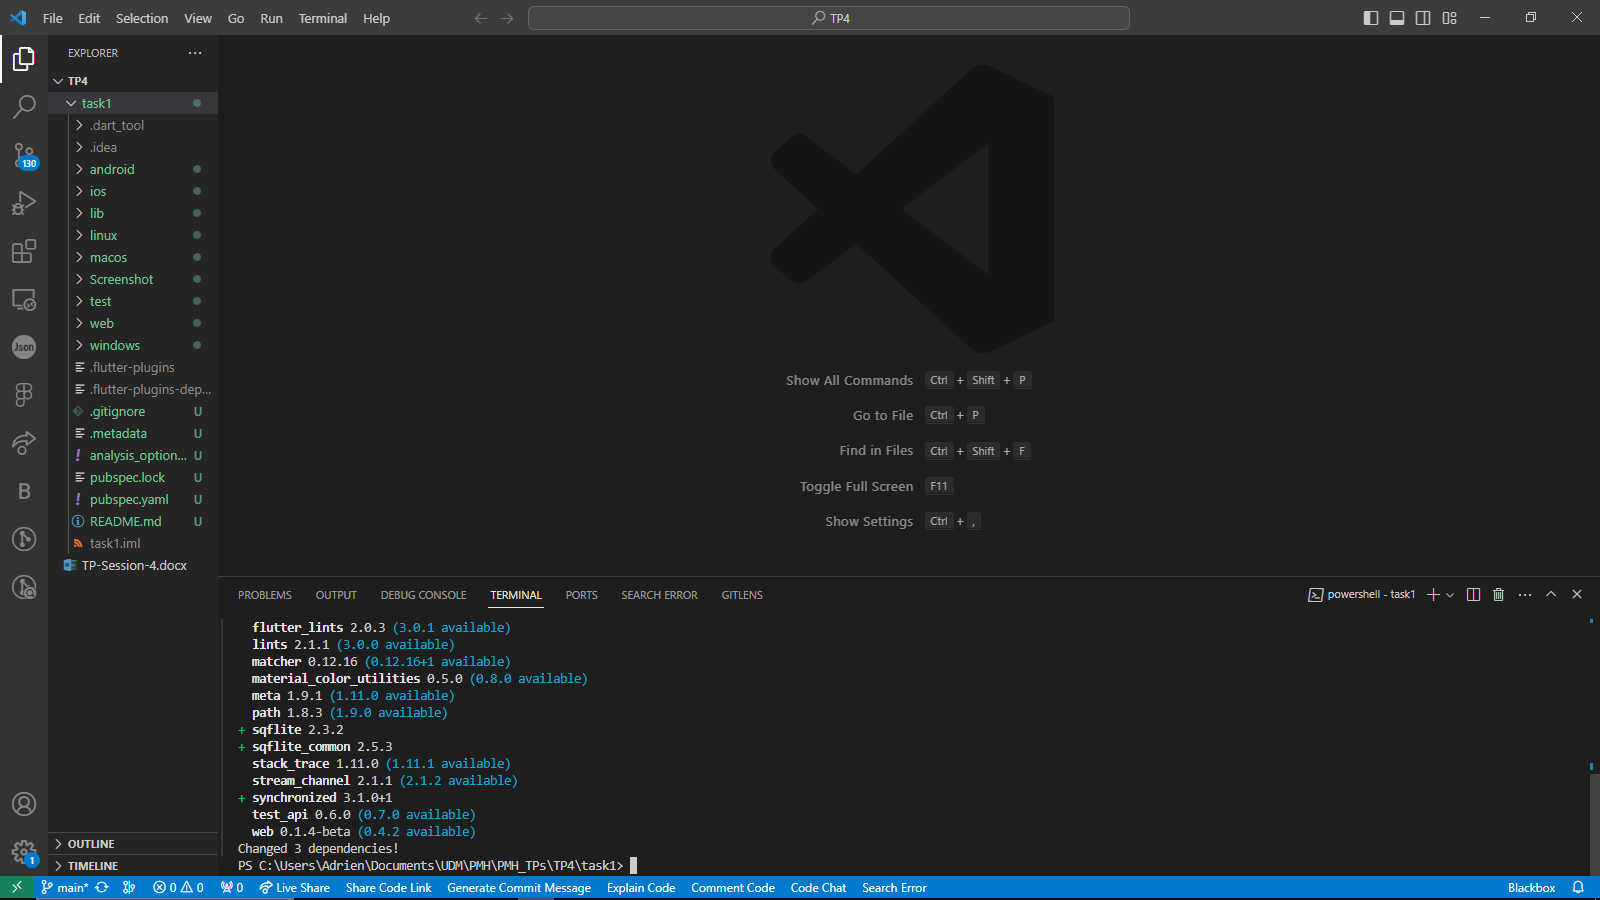 File Edit Selection View Go Run Terminal Help
TP4
EXPLORER
TP4
task1
.dart_tool
.idea
android
ios
lib
linux
macos
Screenshot
test
web
windows
.flutter-plugins
.flutter-plugins-dep...
.gitignore U
.metadata U
analysis_option... U
pubspec.lock U
pubspec.yaml U
README.md U
task1.iml
TP-Session-4.docx
OUTLINE
TIMELINE
130
Json
B
1
Show All Commands Ctrl + Shift + P
Go to File Ctrl + P
Find in Files Ctrl + Shift + F
Toggle Full Screen F11
Show Settings Ctrl + ,
PROBLEMS OUTPUT DEBUG CONSOLE TERMINAL PORTS SEARCH ERROR GITLENS
powershell - task1
flutter_lints 2.0.3 (3.0.1 available)
lints 2.1.1 (3.0.0 available)
matcher 0.12.16 (0.12.16+1 available)
material_color_utilities 0.5.0 (0.8.0 available)
meta 1.9.1 (1.11.0 available)
path 1.8.3 (1.9.0 available)
+ sqflite 2.3.2
+ sqflite_common 2.5.3
stack_trace 1.11.0 (1.11.1 available)
stream_channel 2.1.1 (2.1.2 available)
+ synchronized 3.1.0+1
test_api 0.6.0 (0.7.0 available)
web 0.1.4-beta (0.4.2 available)
Changed 3 dependencies!
PS C:\Users\Adrien\Documents\UDM\PMH\PMH_TPs\TP4\task1>
main* 0 0 0 Live Share Share Code Link Generate Commit Message Explain Code Comment Code Code Chat Search Error Blackbox